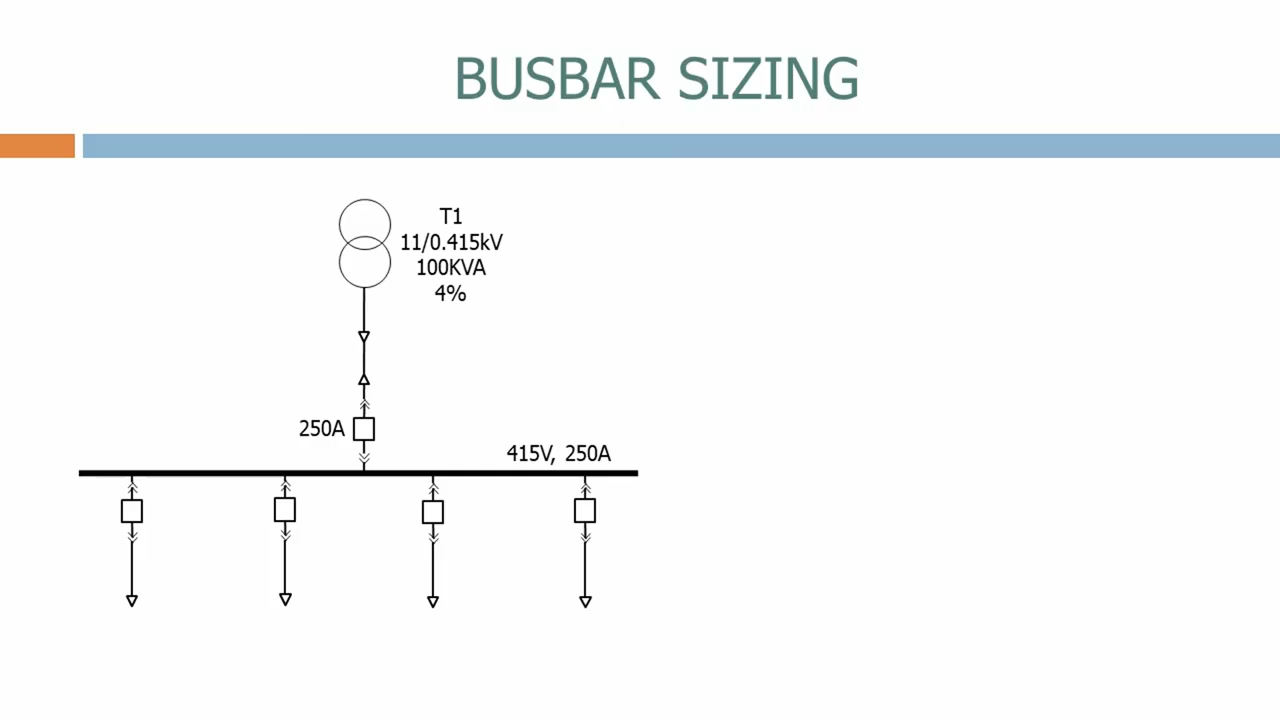 BUSBAR SIZING
T1
11/0.415kV
100KVA
4%
250A
415V, 250A